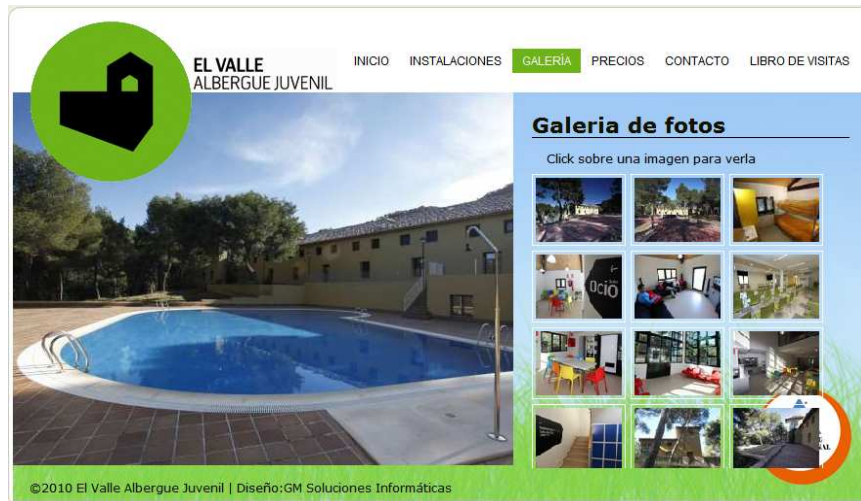 EL VALLE
ALBERGUE JUVENIL
INICIO INSTALACIONES GALERÍA PRECIOS CONTACTO LIBRO DE VISITAS
Galeria de fotos
Click sobre una imagen para verla
OCIO
©2010 El Valle Albergue Juvenil | Diseño:GM Soluciones Informáticas